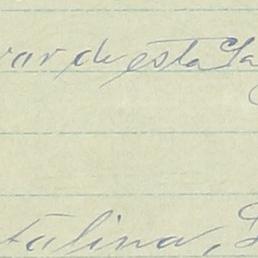 var de esta
talina,